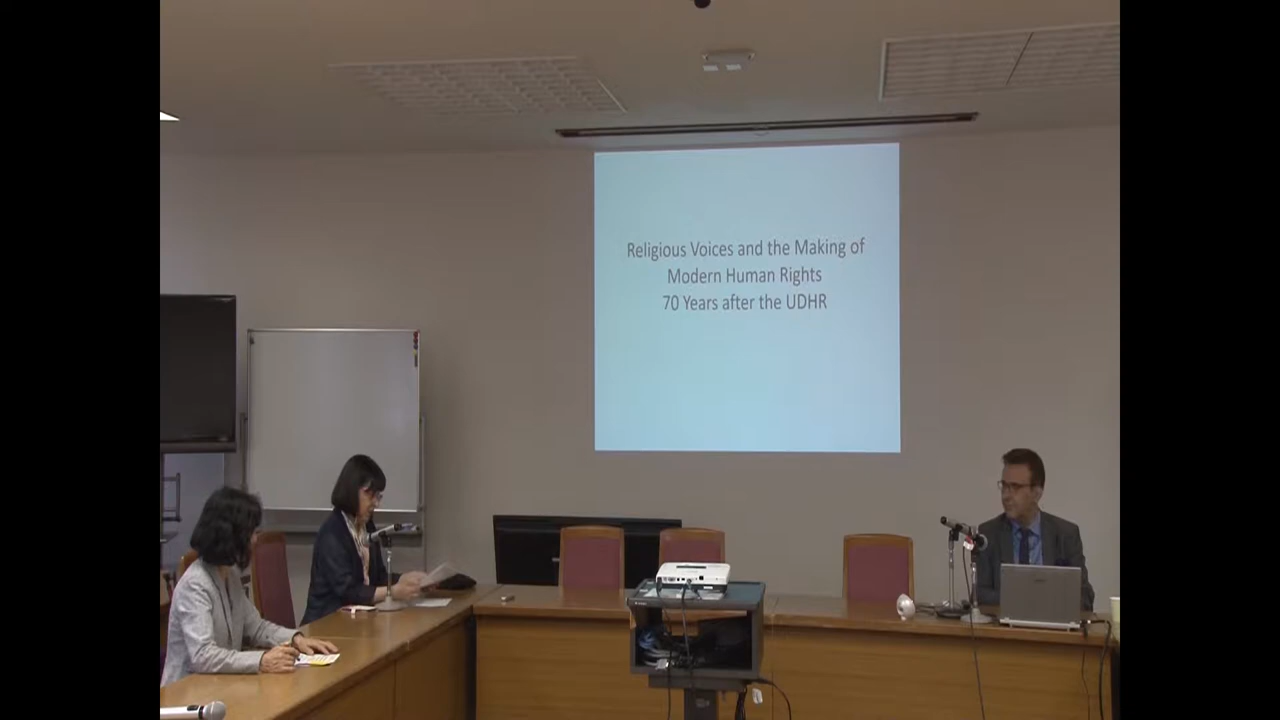 Religious Voices and the Making of
Modern Human Rights
70 Years after the UDHR